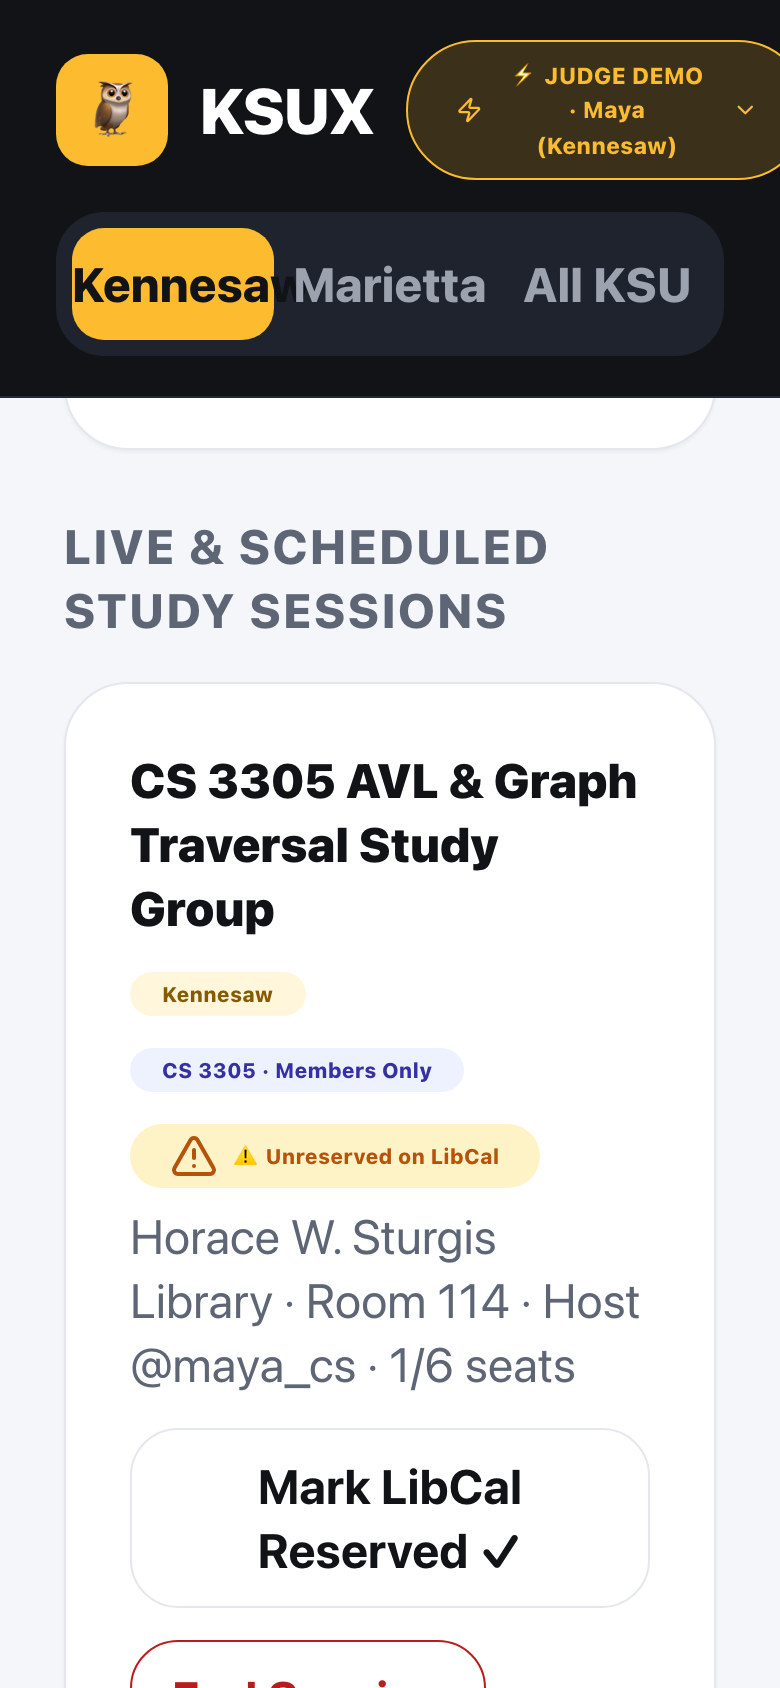 KSUX
⚡ JUDGE DEMO
· Maya
(Kennesaw)
Kennesaw
Marietta
All KSU
LIVE & SCHEDULED
STUDY SESSIONS
CS 3305 AVL & Graph
Traversal Study
Group
Kennesaw
CS 3305 · Members Only
⚠️ Unreserved on LibCal
Horace W. Sturgis
Library · Room 114 · Host
@maya_cs · 1/6 seats
Mark LibCal
Reserved ✓